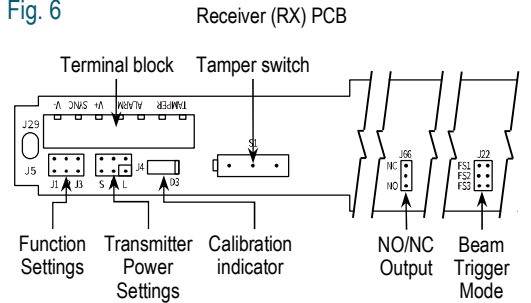 Fig. 6
Receiver (RX) PCB
Terminal block
Tamper switch
V- SYNC V+ ALARM TAMPER
J29
S1
J66
J22
NC
FS1
FS2
NO
FS3
J5
J4
J1 J3
S L
D3
Function
Settings
Transmitter
Power
Settings
Calibration
indicator
NO/NC
Output
Beam
Trigger
Mode